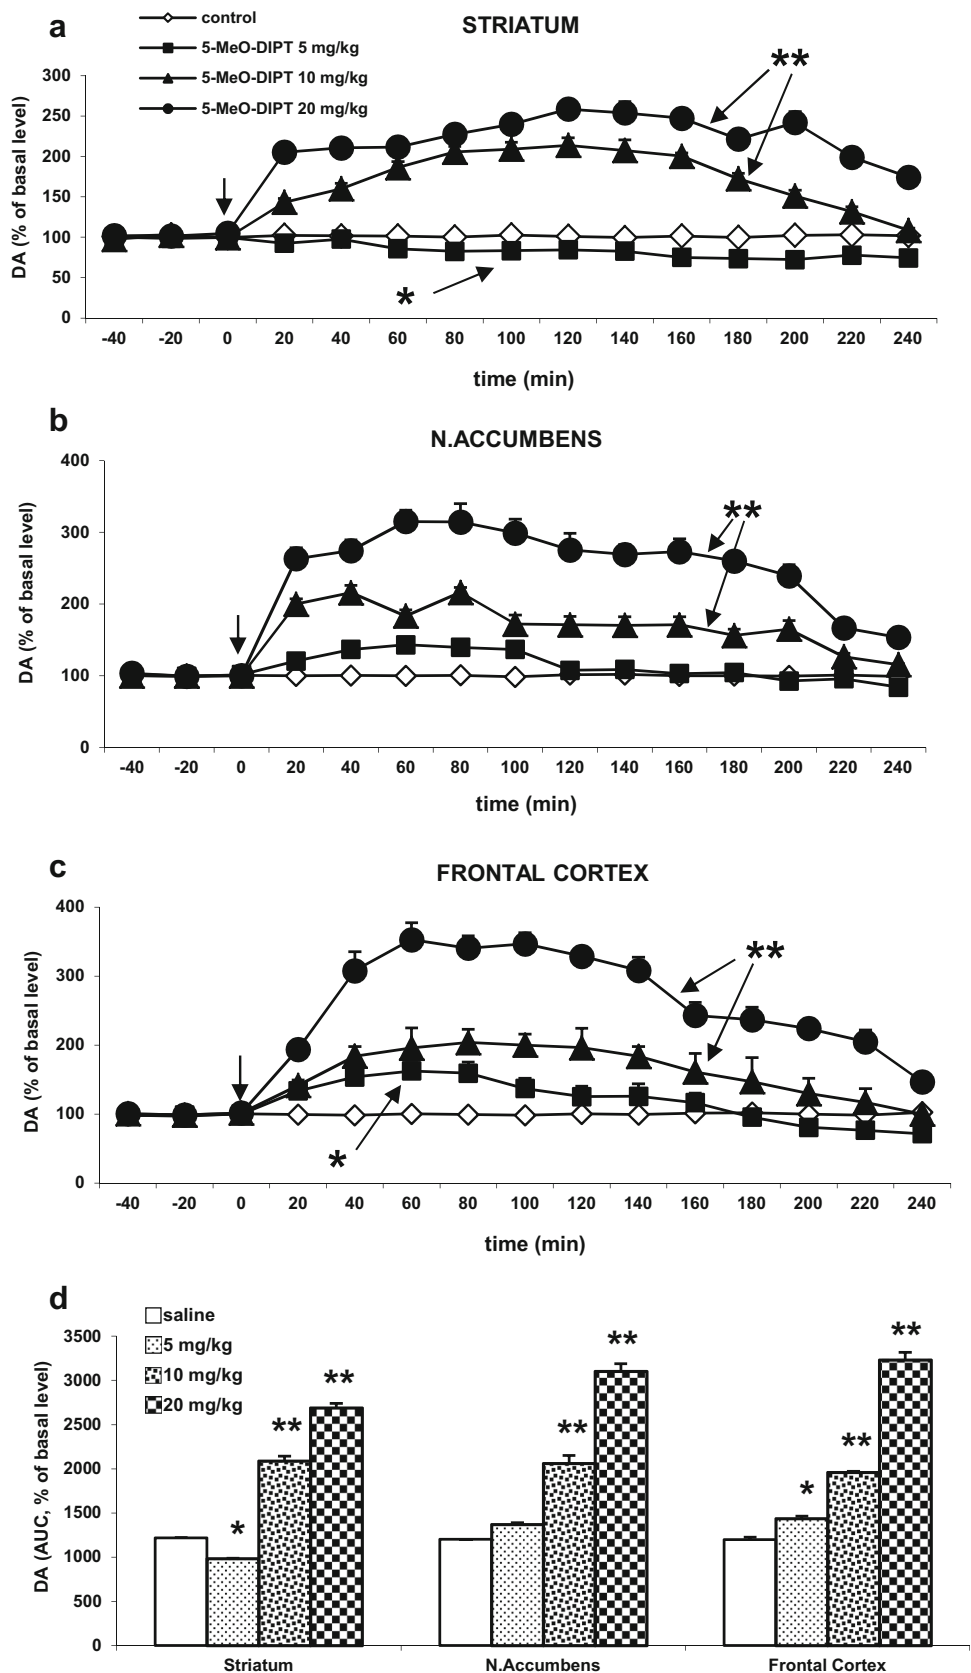 a
control
STRIATUM
5-MeO-DIPT 5 mg/kg
5-MeO-DIPT 10 mg/kg
5-MeO-DIPT 20 mg/kg
DA (% of basal level)
300
250
200
150
100
50
0
**
*
-40 -20 0 20 40 60 80 100 120 140 160 180 200 220 240
time (min)
b
N.ACCUMBENS
DA (% of basal level)
400
300
200
100
0
**
-40 -20 0 20 40 60 80 100 120 140 160 180 200 220 240
time (min)
c
FRONTAL CORTEX
DA (% of basal level)
400
300
200
100
0
**
*
-40 -20 0 20 40 60 80 100 120 140 160 180 200 220 240
time (min)
d
saline
5 mg/kg
10 mg/kg
20 mg/kg
DA (AUC, % of basal level)
3500
3000
2500
2000
1500
1000
500
0
* ** **
** **
* ** **
Striatum N.Accumbens Frontal Cortex